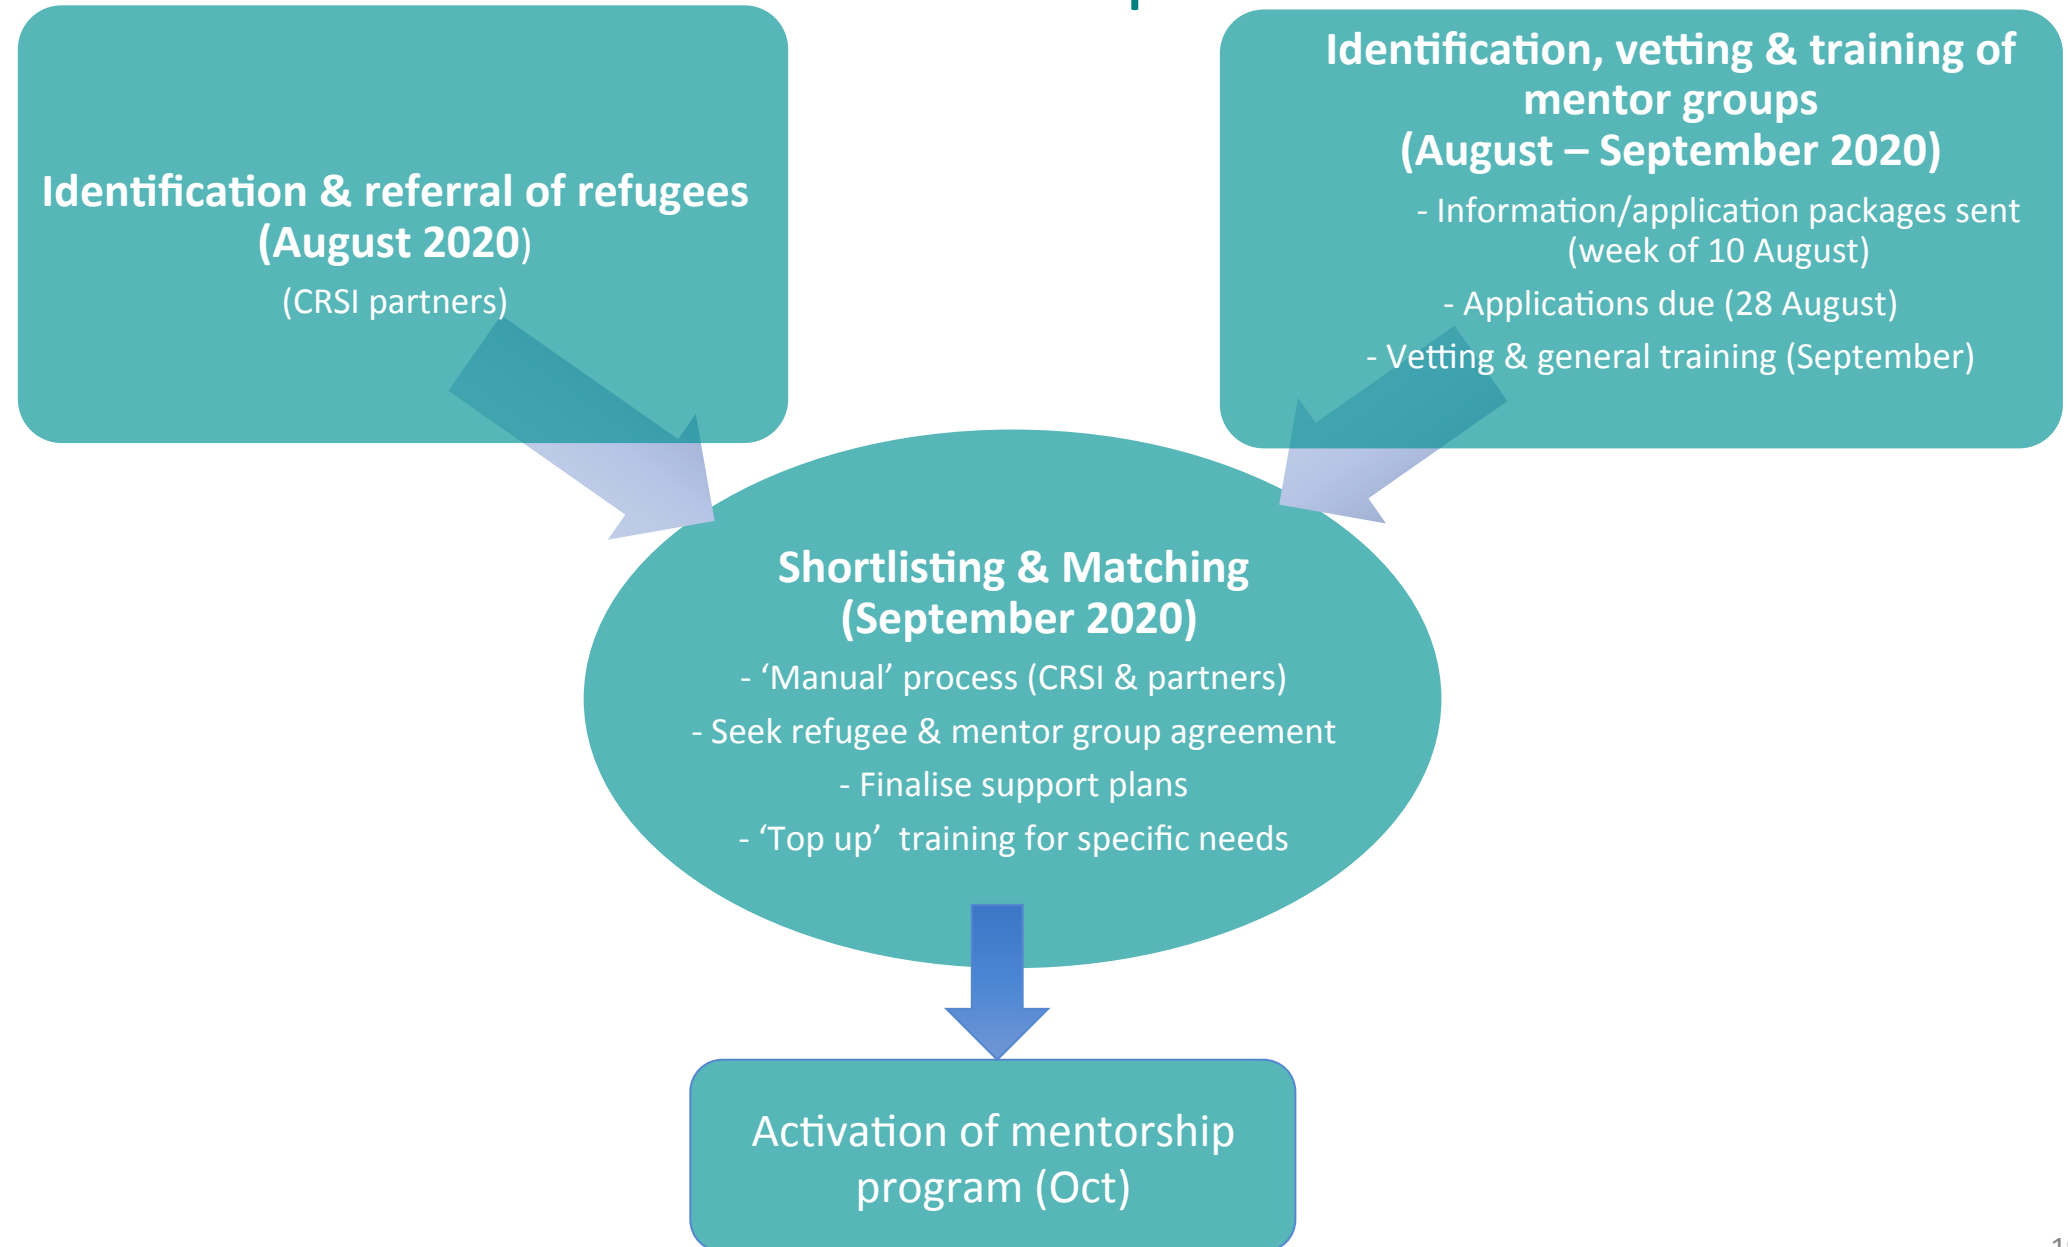 Identification & referral of refugees
(August 2020)
(CRSI partners)
Identification, vetting & training of
mentor groups
(August – September 2020)
- Information/application packages sent
(week of 10 August)
- Applications due (28 August)
- Vetting & general training (September)
Shortlisting & Matching
(September 2020)
- ‘Manual’ process (CRSI & partners)
- Seek refugee & mentor group agreement
- Finalise support plans
- ‘Top up’  training for specific needs
Activation of mentorship
program (Oct)